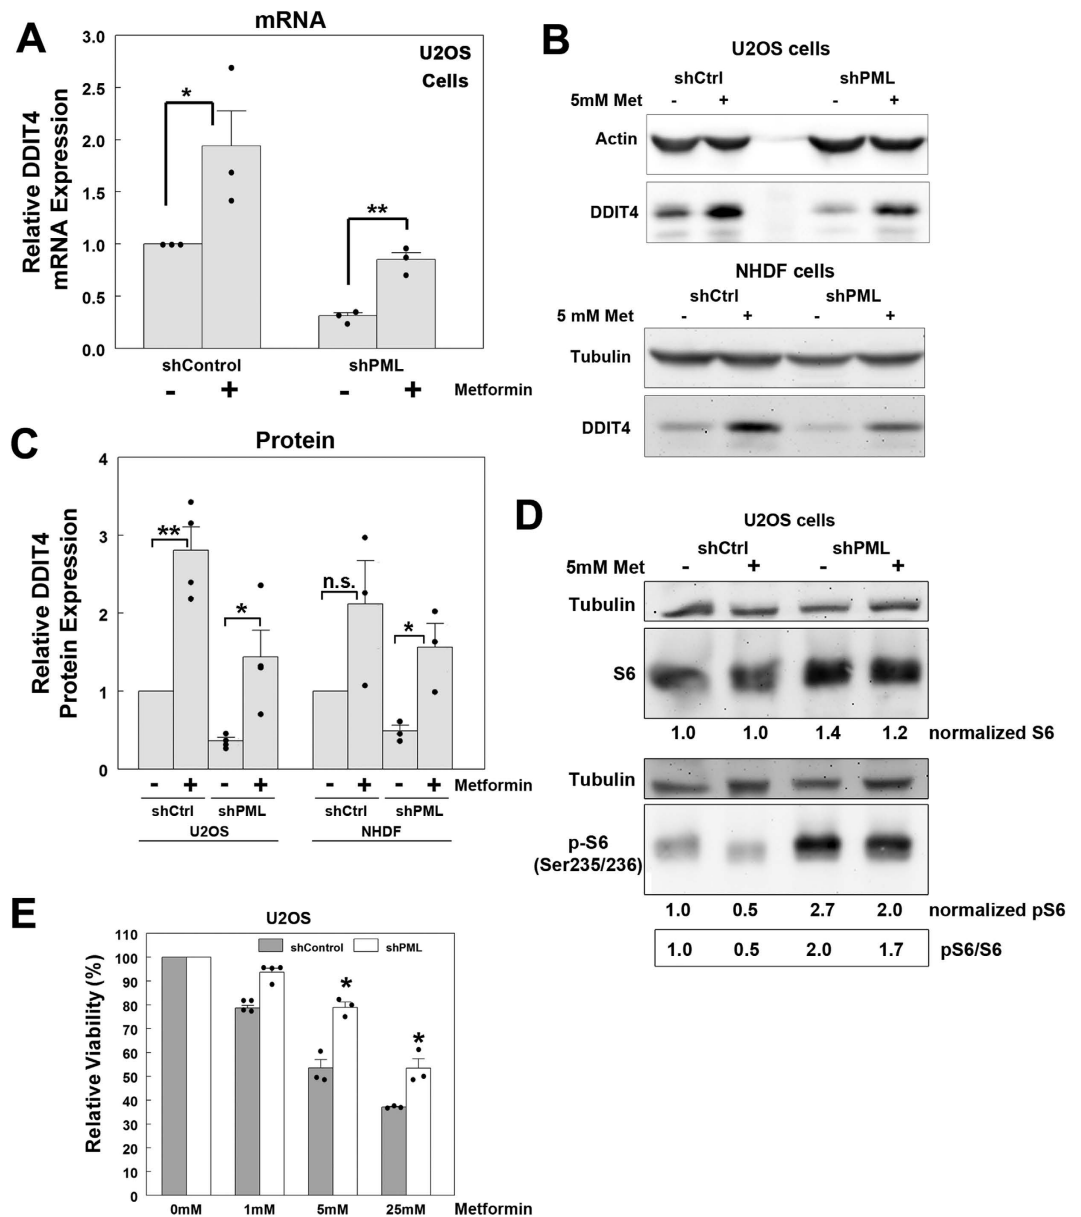 A
mRNA
3.0
2.5
2.0
1.5
1.0
0.5
0.0
Relative DDIT4
mRNA Expression
U2OS
Cells
*
**
shControl
shPML
- + - + Metformin
B
U2OS cells
shCtrl shPML
5mM Met - + - +
Actin
DDIT4
NHDF cells
shCtrl shPML
5 mM Met - + - +
Tubulin
DDIT4
C
Protein
4
3
2
1
0
Relative DDIT4
Protein Expression
**
*
n.s.
*
- + - + - + - + Metformin
shCtrl shPML shCtrl shPML
U2OS NHDF
D
U2OS cells
shCtrl shPML
5mM Met - + - +
Tubulin
S6
1.0 1.0 1.4 1.2 normalized S6
Tubulin
p-S6
(Ser235/236)
1.0 0.5 2.7 2.0 normalized pS6
1.0 0.5 2.0 1.7 pS6/S6
E
U2OS
shControl shPML
110
100
90
80
70
60
50
40
30
20
10
0
Relative Viability (%)
*
*
0mM 1mM 5mM 25mM Metformin